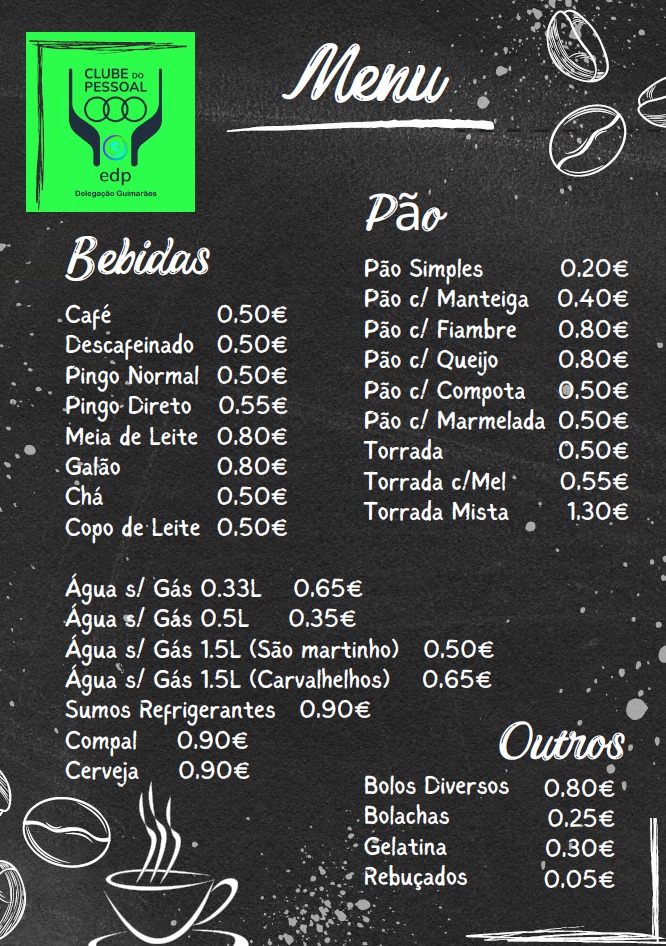 CLUBE DO
PESSOAL
edp
Delegação Guimarães
Menu
Bebidas
Café 0.50€
Descafeinado 0.50€
Pingo Normal 0.50€
Pingo Direto 0.55€
Meia de Leite 0.80€
Galão 0.80€
Chá 0.50€
Copo de Leite 0.50€
Água s/ Gás 0.33L 0.65€
Água s/ Gás 0.5L 0.35€
Água s/ Gás 1.5L (São martinho) 0.50€
Água s/ Gás 1.5L (Carvalhelhos) 0.65€
Sumos Refrigerantes 0.90€
Compal 0.90€
Cerveja 0.90€
Pão
Pão Simples 0.20€
Pão c/ Manteiga 0.40€
Pão c/ Fiambre 0.80€
Pão c/ Queijo 0.80€
Pão c/ Compota 0.50€
Pão c/ Marmelada 0.50€
Torrada 0.50€
Torrada c/Mel 0.55€
Torrada Mista 1.30€
Outros
Bolos Diversos 0.80€
Bolachas 0.25€
Gelatina 0.30€
Rebuçados 0.05€